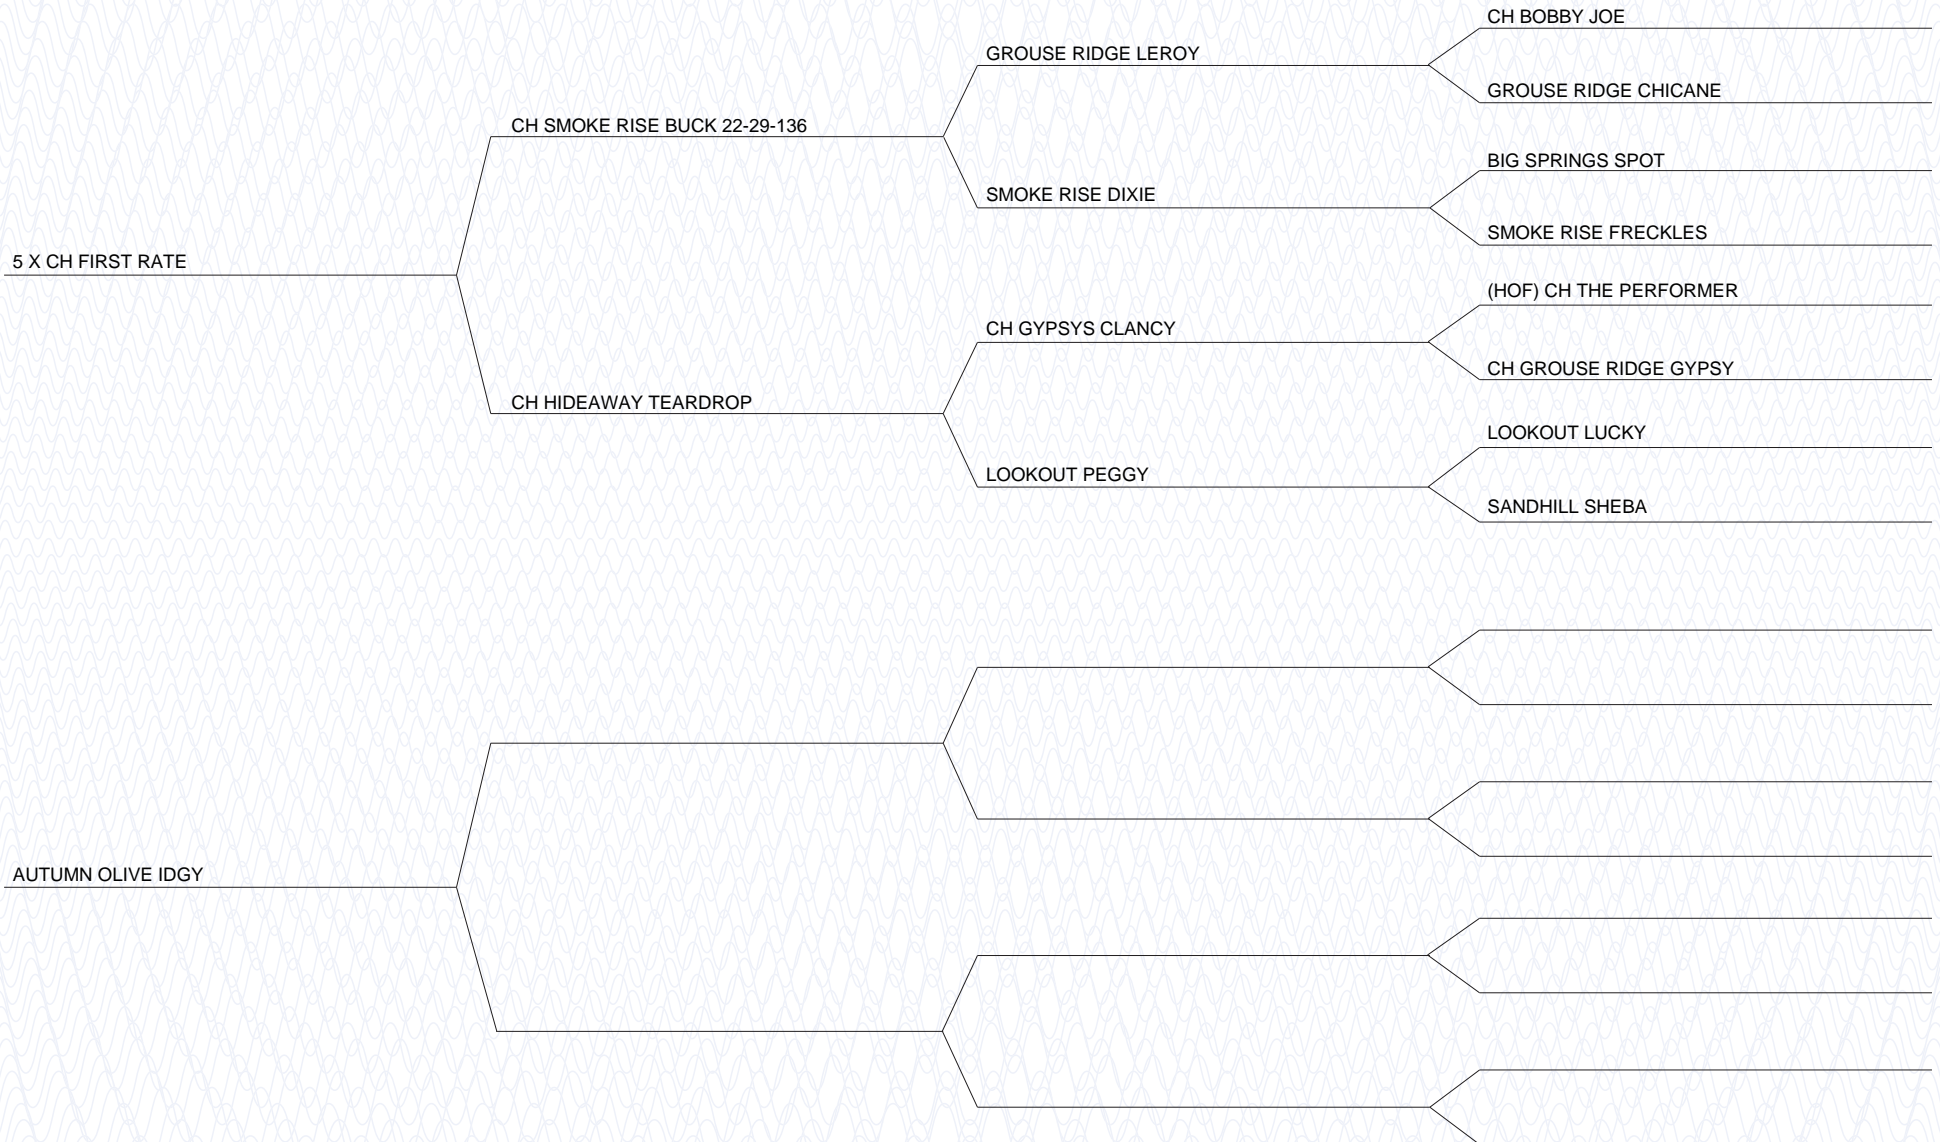 CH BOBBY JOE
GROUSE RIDGE LEROY
GROUSE RIDGE CHICANE
CH SMOKE RISE BUCK 22-29-136
BIG SPRINGS SPOT
SMOKE RISE DIXIE
SMOKE RISE FRECKLES
5 X CH FIRST RATE
(HOF) CH THE PERFORMER
CH GYPSYS CLANCY
CH GROUSE RIDGE GYPSY
CH HIDEAWAY TEARDROP
LOOKOUT LUCKY
LOOKOUT PEGGY
SANDHILL SHEBA
AUTUMN OLIVE IDGY